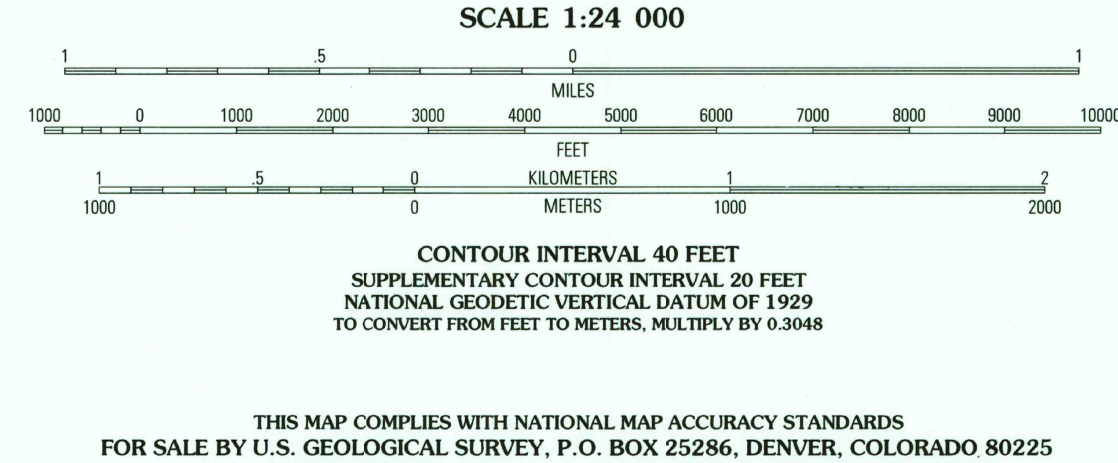 SCALE 1:24 000
1 .5 0 1
MILES
1000 0 1000 2000 3000 4000 5000 6000 7000 8000 9000 10000
FEET
1 .5 0 KILOMETERS 1 2
1000 0 METERS 1000 2000
CONTOUR INTERVAL 40 FEET
SUPPLEMENTARY CONTOUR INTERVAL 20 FEET
NATIONAL GEODETIC VERTICAL DATUM OF 1929
TO CONVERT FROM FEET TO METERS, MULTIPLY BY 0.3048
THIS MAP COMPLIES WITH NATIONAL MAP ACCURACY STANDARDS
FOR SALE BY U.S. GEOLOGICAL SURVEY, P.O. BOX 25286, DENVER, COLORADO 80225